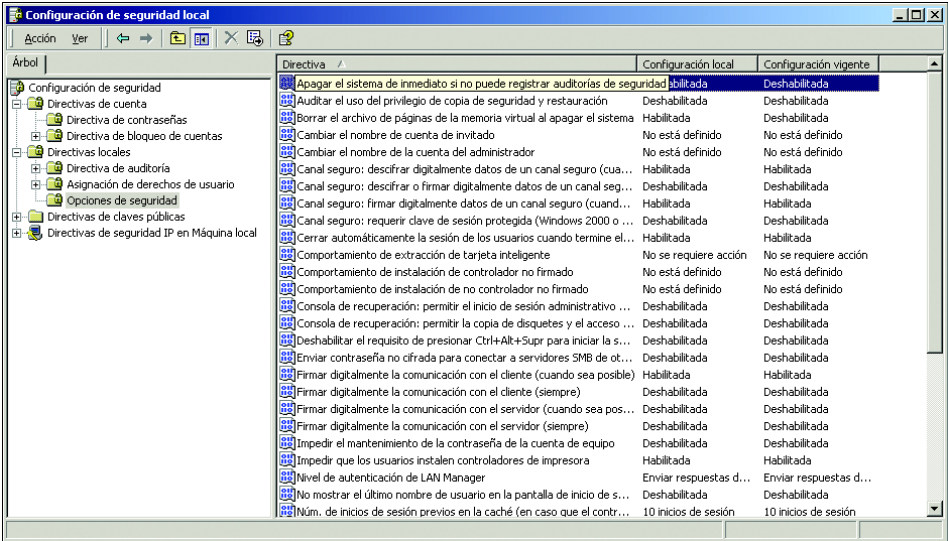 Configuración de seguridad local
Acción Ver
Árbol
Configuración de seguridad
Directivas de cuenta
Directiva de contraseñas
Directiva de bloqueo de cuentas
Directivas locales
Directiva de auditoría
Asignación de derechos de usuario
Opciones de seguridad
Directivas de claves públicas
Directivas de seguridad IP en Máquina local
Directiva Configuración local Configuración vigente
Apagar el sistema de inmediato si no puede registrar auditorías de seguridad abilitada Deshabilitada
Auditar el uso del privilegio de copia de seguridad y restauración Deshabilitada Deshabilitada
Borrar el archivo de páginas de la memoria virtual al apagar el sistema Habilitada Deshabilitada
Cambiar el nombre de cuenta de invitado No está definido No está definido
Cambiar el nombre de la cuenta del administrador No está definido No está definido
Canal seguro: descifrar digitalmente datos de un canal seguro (cua... Habilitada Habilitada
Canal seguro: descifrar o firmar digitalmente datos de un canal seg... Deshabilitada Deshabilitada
Canal seguro: firmar digitalmente datos de un canal seguro (cuand... Habilitada Habilitada
Canal seguro: requerir clave de sesión protegida (Windows 2000 o ... Deshabilitada Deshabilitada
Cerrar automáticamente la sesión de los usuarios cuando termine el... Habilitada Habilitada
Comportamiento de extracción de tarjeta inteligente No se requiere acción No se requiere acción
Comportamiento de instalación de controlador no firmado No está definido No está definido
Comportamiento de instalación de no controlador no firmado No está definido No está definido
Consola de recuperación: permitir el inicio de sesión administrativo ... Deshabilitada Deshabilitada
Consola de recuperación: permitir la copia de disquetes y el acceso ... Deshabilitada Deshabilitada
Deshabilitar el requisito de presionar Ctrl+Alt+Supr para iniciar la s... Deshabilitada Deshabilitada
Enviar contraseña no cifrada para conectar a servidores SMB de ot... Deshabilitada Deshabilitada
Firmar digitalmente la comunicación con el cliente (cuando sea posible) Habilitada Habilitada
Firmar digitalmente la comunicación con el cliente (siempre) Deshabilitada Deshabilitada
Firmar digitalmente la comunicación con el servidor (cuando sea pos... Deshabilitada Deshabilitada
Firmar digitalmente la comunicación con el servidor (siempre) Deshabilitada Deshabilitada
Impedir el mantenimiento de la contraseña de la cuenta de equipo Deshabilitada Deshabilitada
Impedir que los usuarios instalen controladores de impresora Habilitada Habilitada
Nivel de autenticación de LAN Manager Enviar respuestas d... Enviar respuestas d...
No mostrar el último nombre de usuario en la pantalla de inicio de s... Deshabilitada Deshabilitada
Núm. de inicios de sesión previos en la caché (en caso que el contr... 10 inicios de sesión 10 inicios de sesión